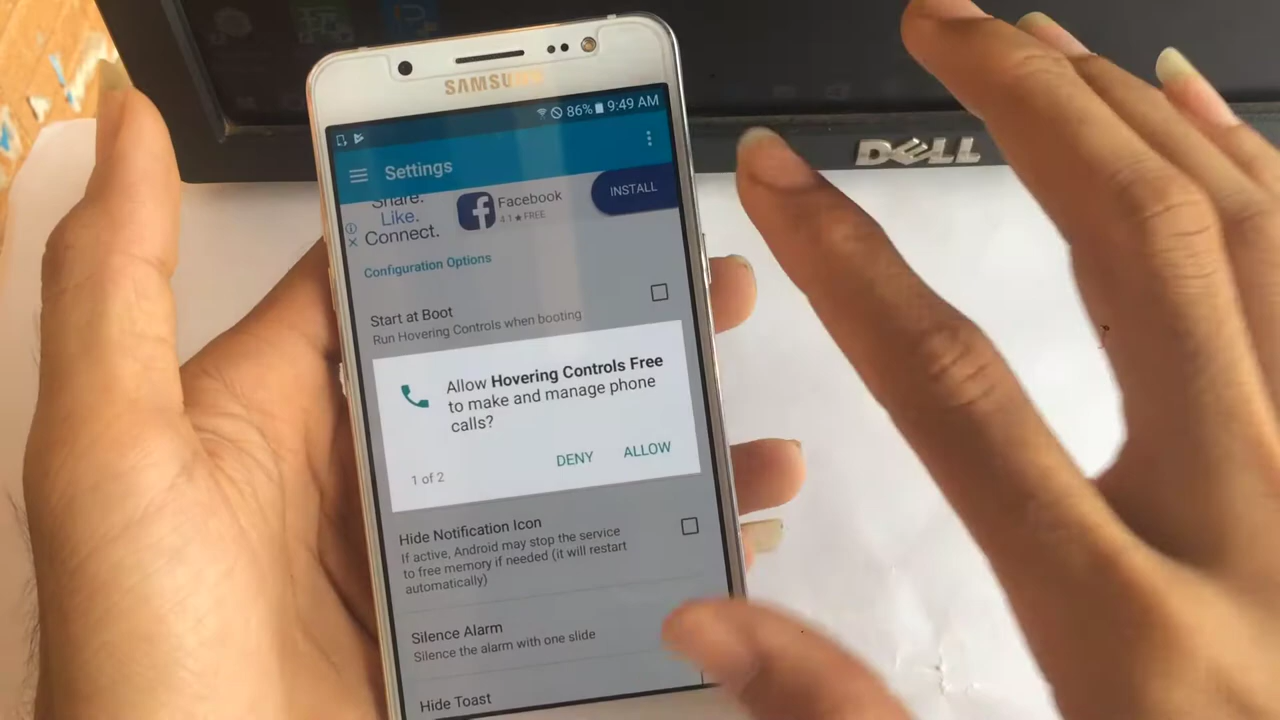 SAMSUNG
86% 9:49 AM
Settings
Share.
Like.
Connect.
Facebook
4.1★FREE
INSTALL
Configuration Options
Start at Boot
Run Hovering Controls when booting
Allow Hovering Controls Free
to make and manage phone
calls?
1 of 2
DENY
ALLOW
Hide Notification Icon
If active, Android may stop the service
to free memory if needed (it will restart
automatically)
Silence Alarm
Silence the alarm with one slide
Hide Toast
DELL